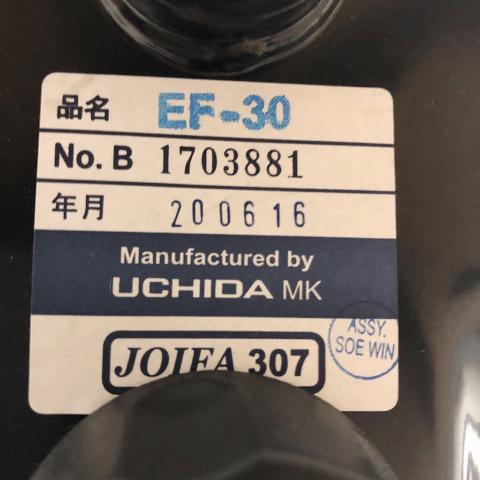 品名 EF-30
No. B 1703881
年月 200616
Manufactured by
UCHIDA MK
ASSY.
SOE WIN
JOIFA 307